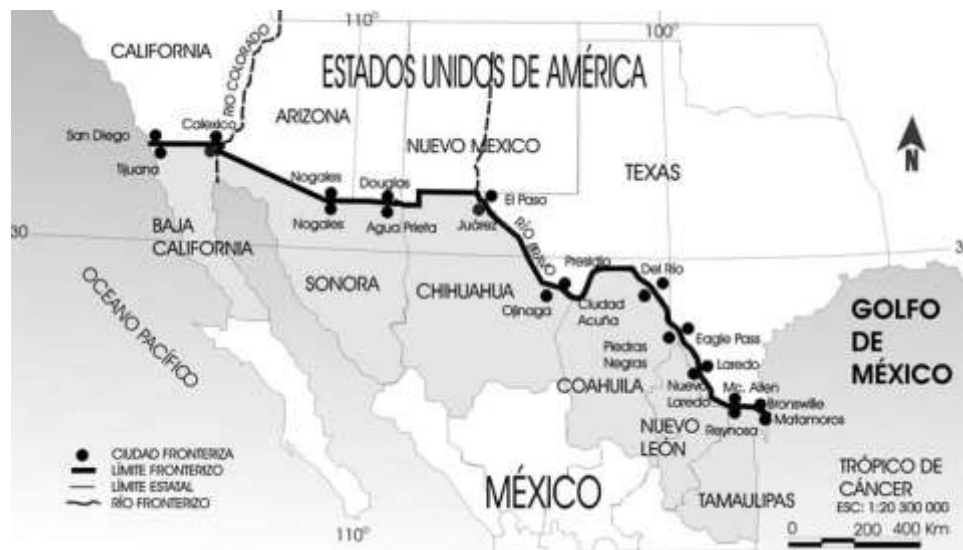 110°
100°
CALIFORNIA
RIO COLORADO
ESTADOS UNIDOS DE AMÉRICA
ARIZONA
NUEVO MEXICO
TEXAS
N
San Diego
Calexico
Tijuana
Nogales
Douglas
El Paso
Nogales
Agua Prieta
Juárez
30
BAJA
CALIFORNIA
SONORA
CHIHUAHUA
RÍO BRAVO
Presidio
Del Río
Ojinaga
Ciudad
Acuña
OCEANO PACÍFICO
GOLFO
DE
MÉXICO
Eagle Pass
Piedras
Negras
Laredo
COAHUILA
Nuevo
Laredo
Mc. Allen
Bronsville
Matamoros
Reynosa
NUEVO
LEÓN
CIUDAD FRONTERIZA
LÍMITE FRONTERIZO
LÍMITE ESTATAL
RÍO FRONTERIZO
MÉXICO
TAMAULIPAS
TRÓPICO DE
CÁNCER
ESC: 1:20 300 000
0 200 400 Km
110°